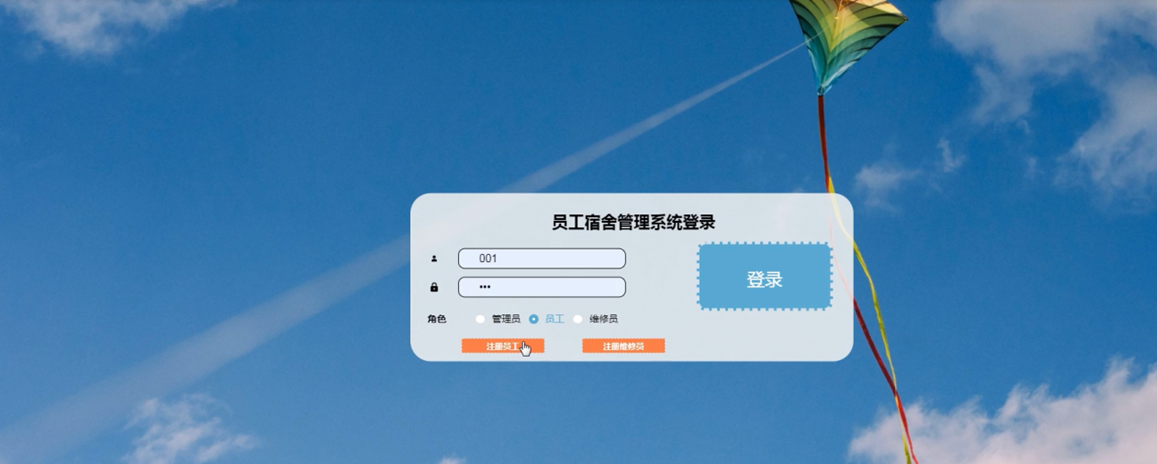 员工宿舍管理系统登录
001
•••
登录
角色 管理员 员工 维修员
注册员工 注册维修员